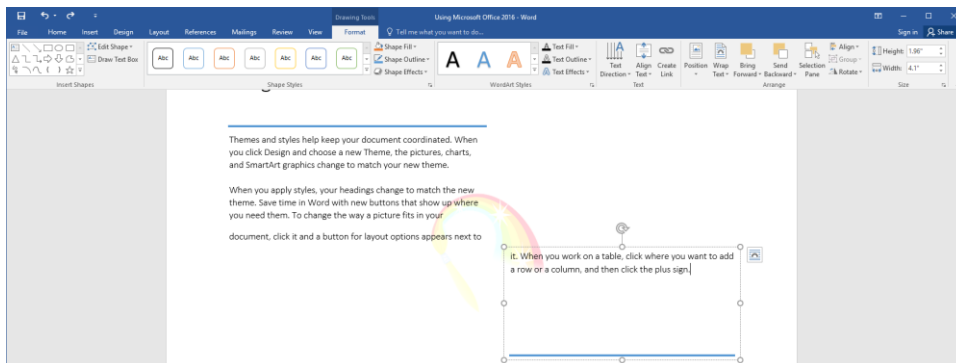 Drawing Tools
Using Microsoft Office 2016 - Word
File Home Insert Design Layout References Mailings Review View Format Tell me what you want to do... Sign in Share
Edit Shape
Draw Text Box
Insert Shapes
Abc Abc Abc Abc Abc Abc Abc
Shape Fill
Shape Outline
Shape Effects
Shape Styles
A A A
Text Fill
Text Outline
Text Effects
WordArt Styles
Text Direction
Align Text
Create Link
Text
Position
Wrap Text
Bring Forward
Send Backward
Selection Pane
Align
Group
Rotate
Arrange
Height: 1.96"
Width: 4.1"
Size
Themes and styles help keep your document coordinated. When
you click Design and choose a new Theme, the pictures, charts,
and SmartArt graphics change to match your new theme.
When you apply styles, your headings change to match the new
theme. Save time in Word with new buttons that show up where
you need them. To change the way a picture fits in your
document, click it and a button for layout options appears next to
it. When you work on a table, click where you want to add
a row or a column, and then click the plus sign.